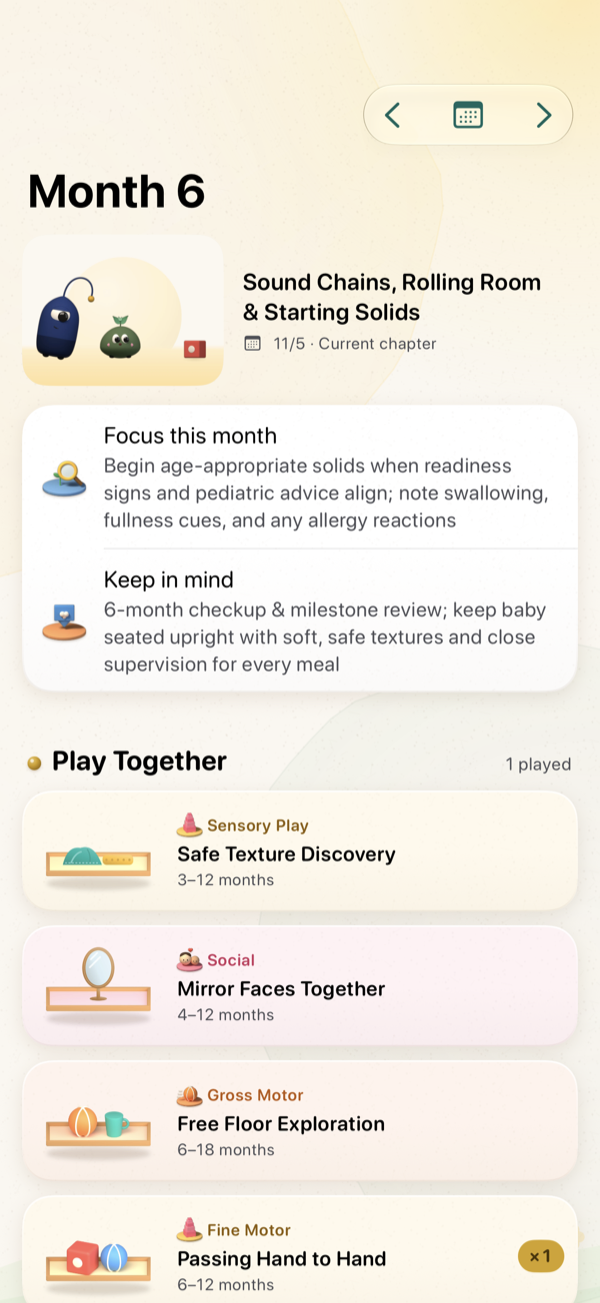 Month 6
Sound Chains, Rolling Room
& Starting Solids
11/5 · Current chapter
Focus this month
Begin age-appropriate solids when readiness
signs and pediatric advice align; note swallowing,
fullness cues, and any allergy reactions
Keep in mind
6-month checkup & milestone review; keep baby
seated upright with soft, safe textures and close
supervision for every meal
Play Together
1 played
Sensory Play
Safe Texture Discovery
3–12 months
Social
Mirror Faces Together
4–12 months
Gross Motor
Free Floor Exploration
6–18 months
Fine Motor
Passing Hand to Hand
×1
6–12 months